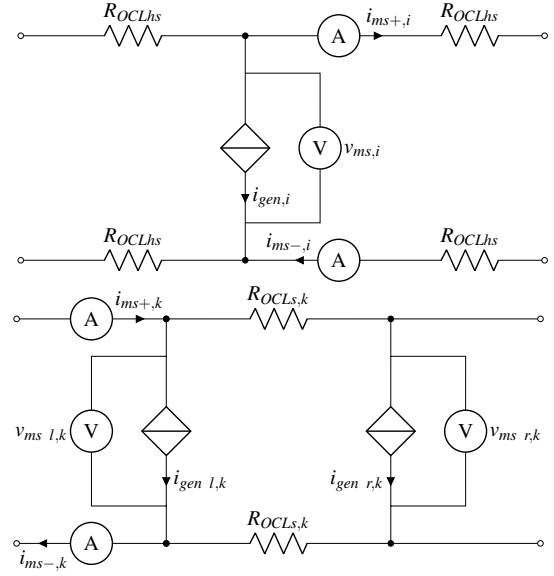 R_OCLhs i_ms+,i R_OCLhs
A
V v_ms,i
i_gen,i
R_OCLhs i_ms−,i R_OCLhs
A
i_ms+,k R_OCLs,k
A
v_ms l,k V V v_ms r,k
i_gen l,k i_gen r,k
R_OCLs,k
A
i_ms−,k